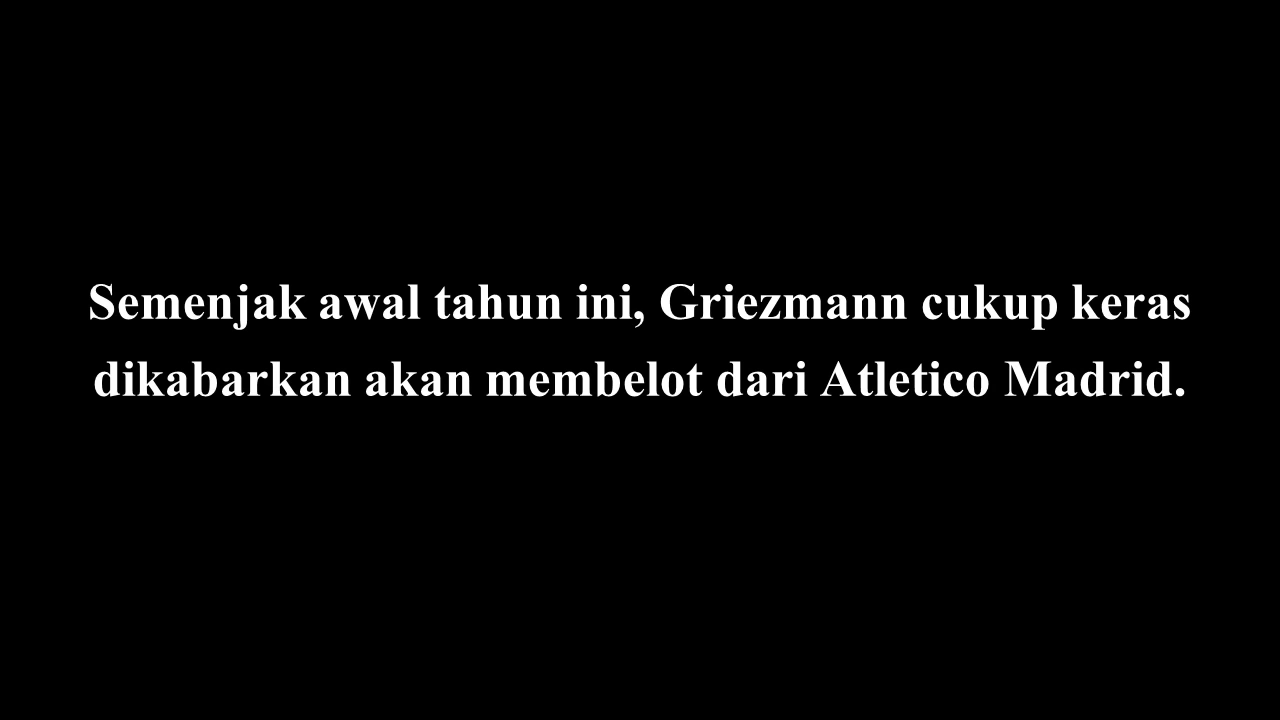 Semenjak awal tahun ini, Griezmann cukup keras
dikabarkan akan membelot dari Atletico Madrid.